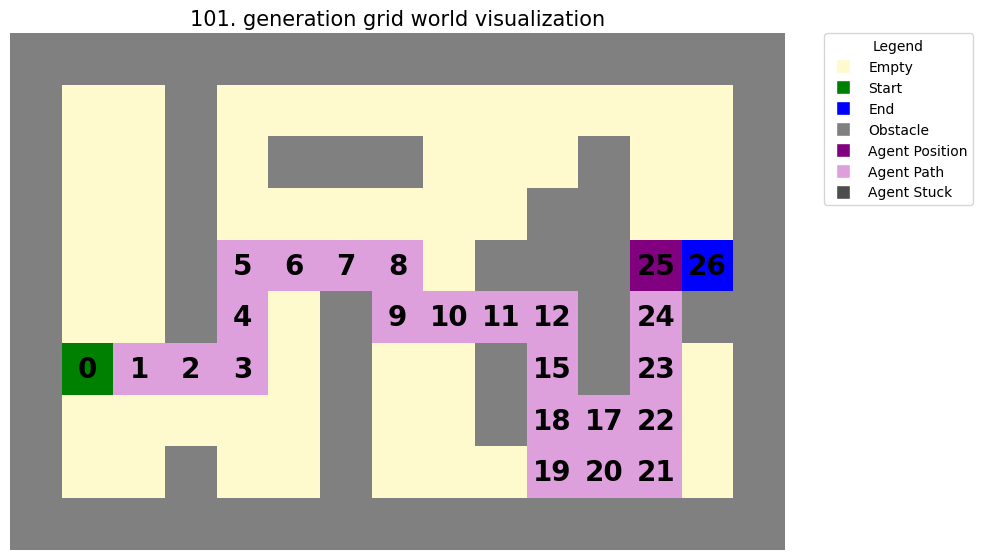 101. generation grid world visualization
Legend
Empty
Start
End
Obstacle
Agent Position
Agent Path
Agent Stuck
5 6 7 8 25 26
4 9 10 11 12 24
0 1 2 3 15 23
18 17 22
19 20 21